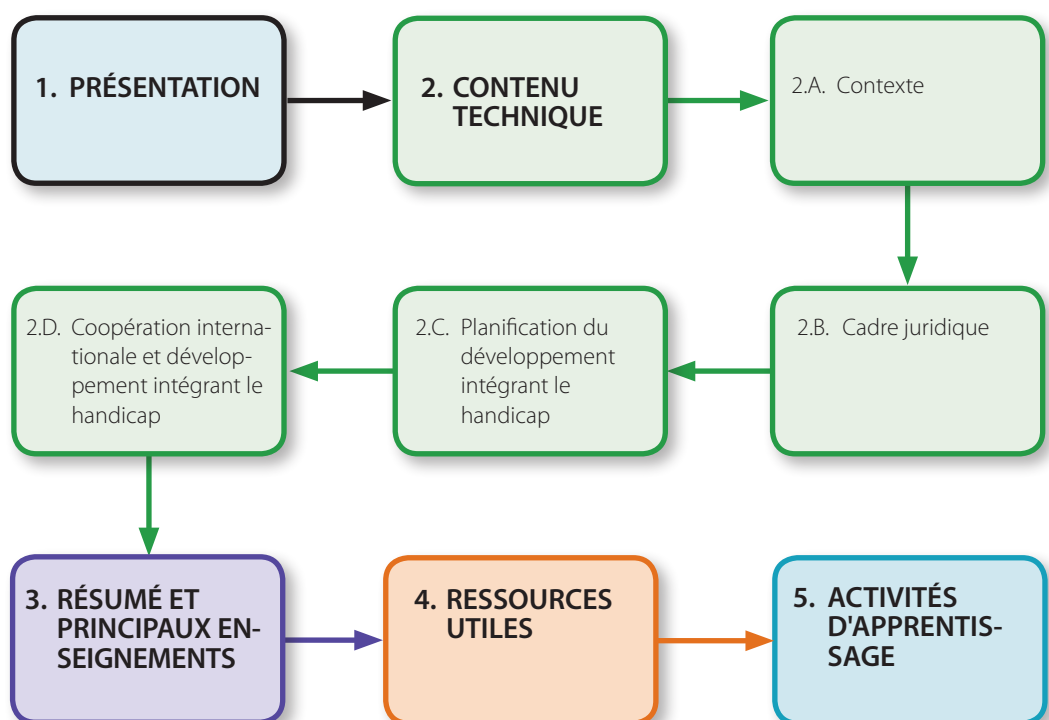 1. PRÉSENTATION
2. CONTENU
TECHNIQUE
2.A. Contexte
2.B. Cadre juridique
2.C. Planification du
développement
intégrant le
handicap
2.D. Coopération interna-
tionale et dévelop-
pement intégrant le
handicap
3. RÉSUMÉ ET
PRINCIPAUX EN-
SEIGNEMENTS
4. RESSOURCES
UTILES
5. ACTIVITÉS
D'APPRENTIS-
SAGE